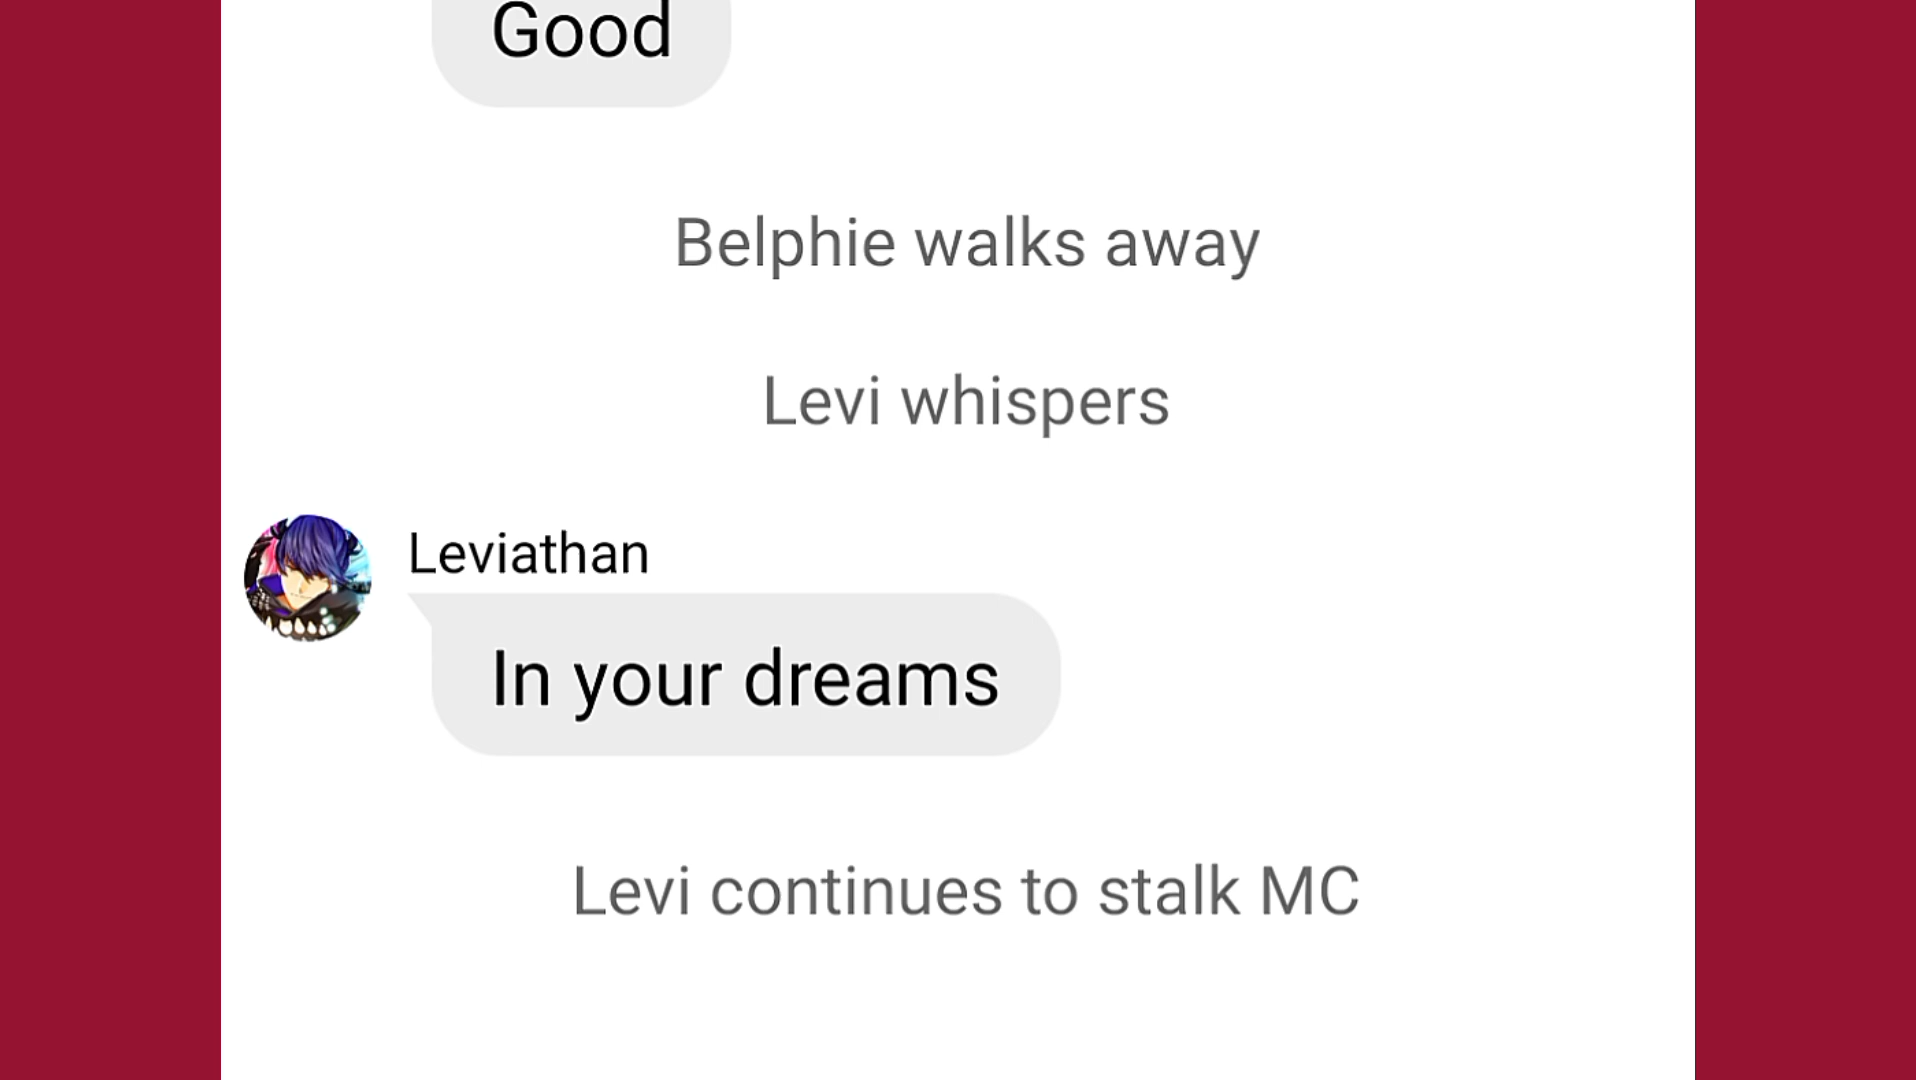 Good
Belphie walks away
Levi whispers
Leviathan
In your dreams
Levi continues to stalk MC